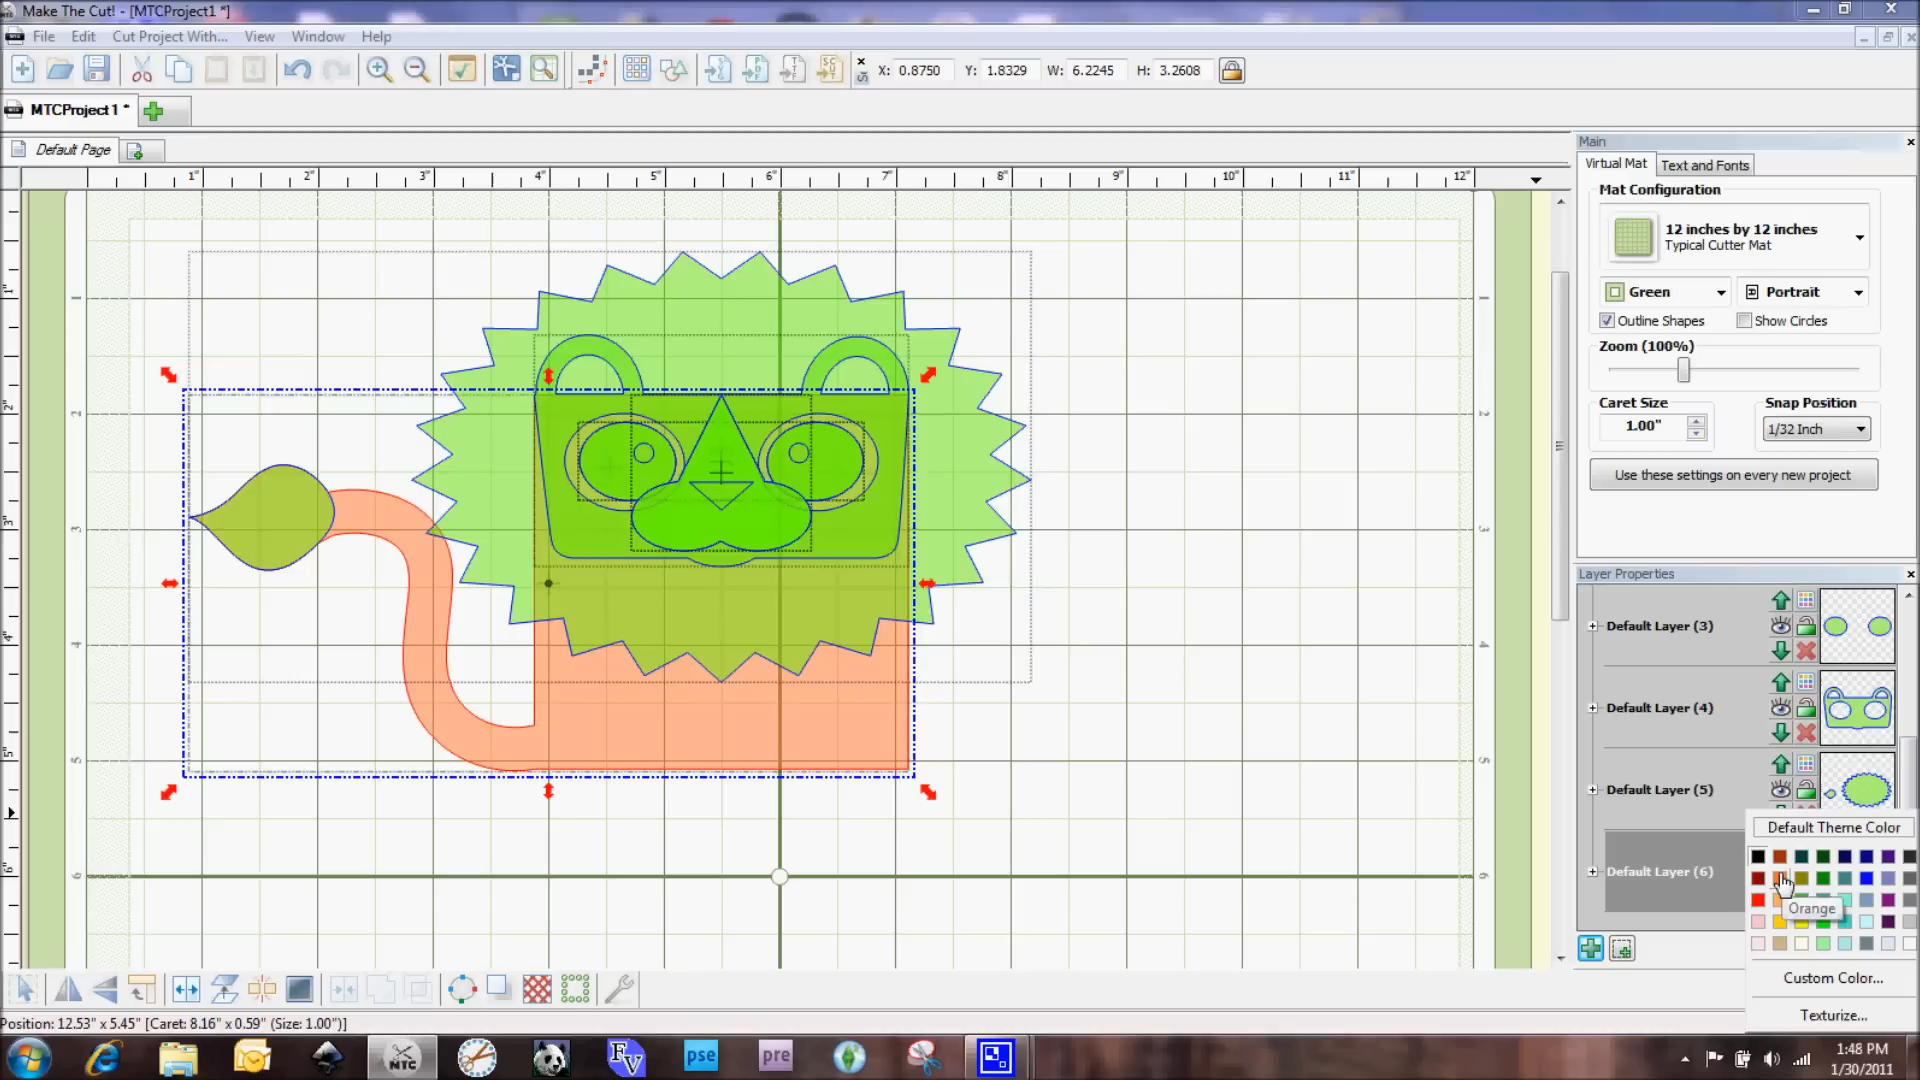 Make The Cut! - [MTCProject1 *]
File Edit Cut Project With... View Window Help
X: 0.8750 Y: 1.8329 W: 6.2245 H: 3.2608
MTCProject 1 *
Default Page
1" 2" 3" 4" 5" 6" 7" 8" 9" 10" 11" 12"
Main
Virtual Mat Text and Fonts
Mat Configuration
12 inches by 12 inches
Typical Cutter Mat
Green Portrait
Outline Shapes Show Circles
Zoom (100%)
Caret Size Snap Position
1.00" 1/32 Inch
Use these settings on every new project
Layer Properties
Default Layer (3)
Default Layer (4)
Default Layer (5)
Default Theme Color
Default Layer (6)
Orange
Custom Color...
Texturize...
Position: 12.53" x 5.45" [Caret: 8.16" x 0.59" (Size: 1.00")]
MTC
FV
pse
pre
1:48 PM
1/30/2011